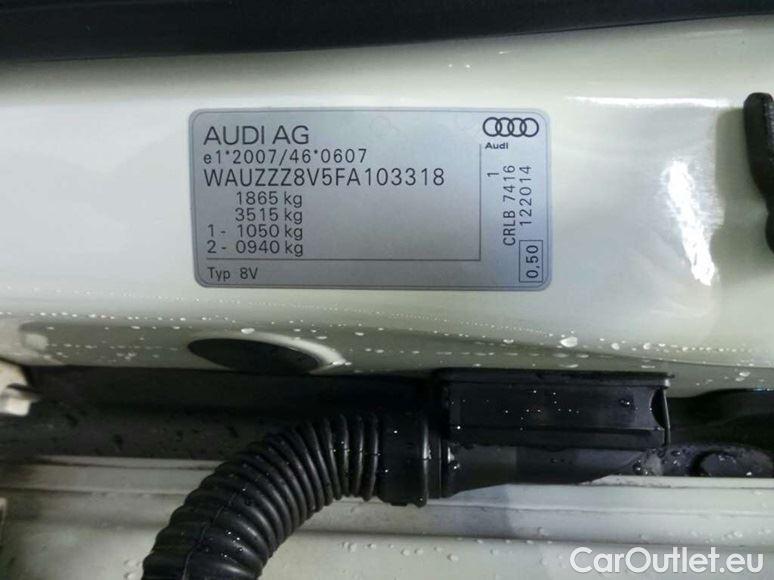 AUDI AG
e1*2007/46*0607
WAUZZZ8V5FA103318
1865 kg
3515 kg
1 - 1050 kg
2 - 0940 kg
Typ 8V
Audi
1
CRLB 7416
122014
0,50
CarOutlet.eu